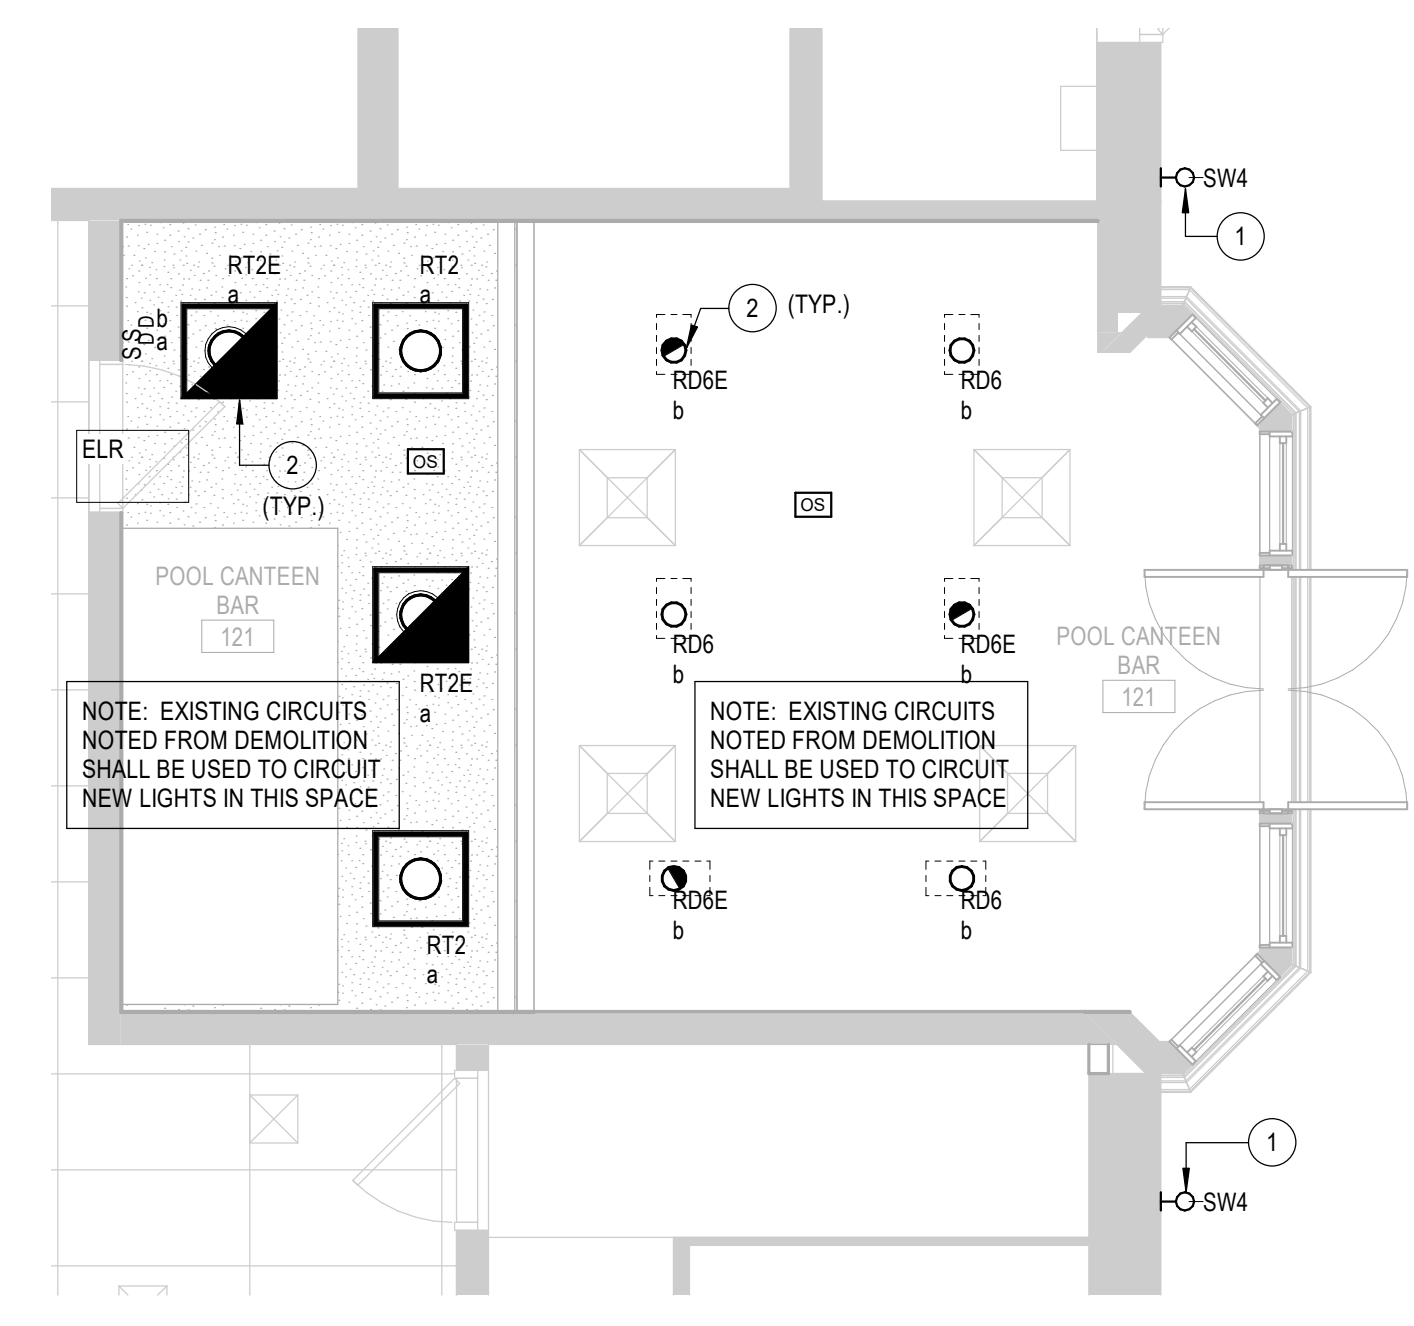 SW4
1
RT2E
a
RT2
a
2
(TYP.)
SD b
SD a
RD6E
b
RD6
b
ELR
2
(TYP.)
OS
OS
POOL CANTEEN
BAR
121
RD6
b
RD6E
b
POOL CANTEEN
BAR
121
RT2E
a
NOTE: EXISTING CIRCUITS
NOTED FROM DEMOLITION
SHALL BE USED TO CIRCUIT
NEW LIGHTS IN THIS SPACE
NOTE: EXISTING CIRCUITS
NOTED FROM DEMOLITION
SHALL BE USED TO CIRCUIT
NEW LIGHTS IN THIS SPACE
RD6E
b
RD6
b
RT2
a
1
SW4